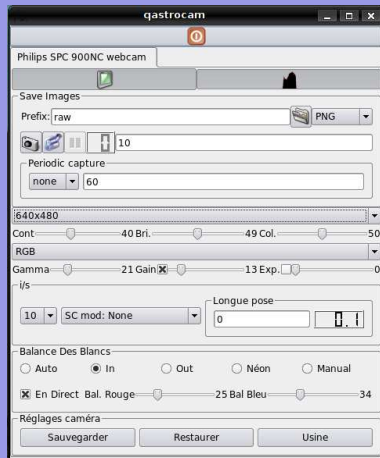 qastrocam
Philips SPC 900NC webcam
Save Images
Prefix: raw PNG
0 10
Periodic capture
none 60
640x480
Cont 40 Bri. 49 Col. 50
RGB
Gamma 21 Gain 13 Exp. 0
i/s
Longue pose
10 SC mod: None 0 0.1
Balance Des Blancs
Auto In Out Néon Manual
En Direct Bal. Rouge 25 Bal Bleu 34
Réglages caméra
Sauvegarder Restaurer Usine